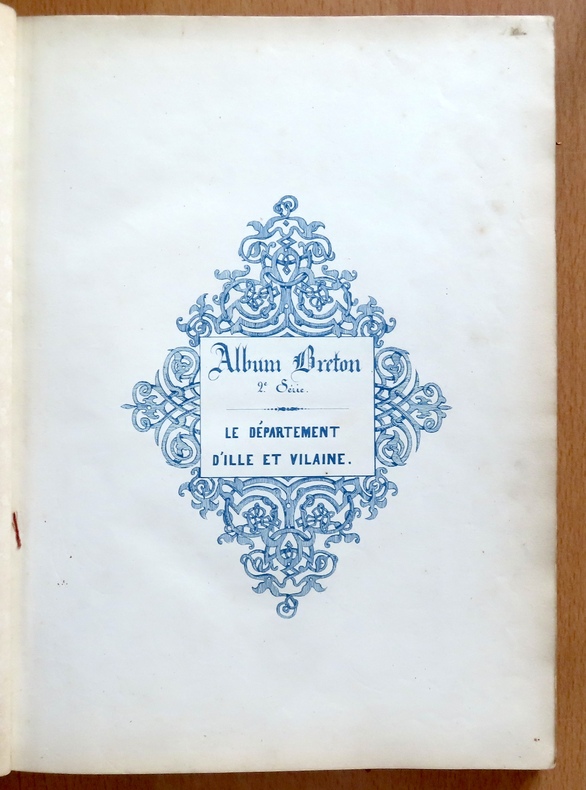 Album Breton
2e Série.
LE DÉPARTEMENT
D'ILLE ET VILAINE.